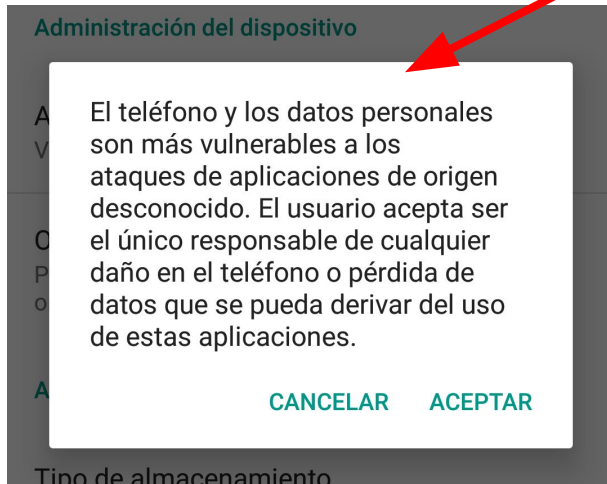 Administración del dispositivo
A
V
El teléfono y los datos personales
son más vulnerables a los
ataques de aplicaciones de origen
desconocido. El usuario acepta ser
el único responsable de cualquier
daño en el teléfono o pérdida de
datos que se pueda derivar del uso
de estas aplicaciones.
O
P
o
A
CANCELAR ACEPTAR
Tipo de almacenamiento